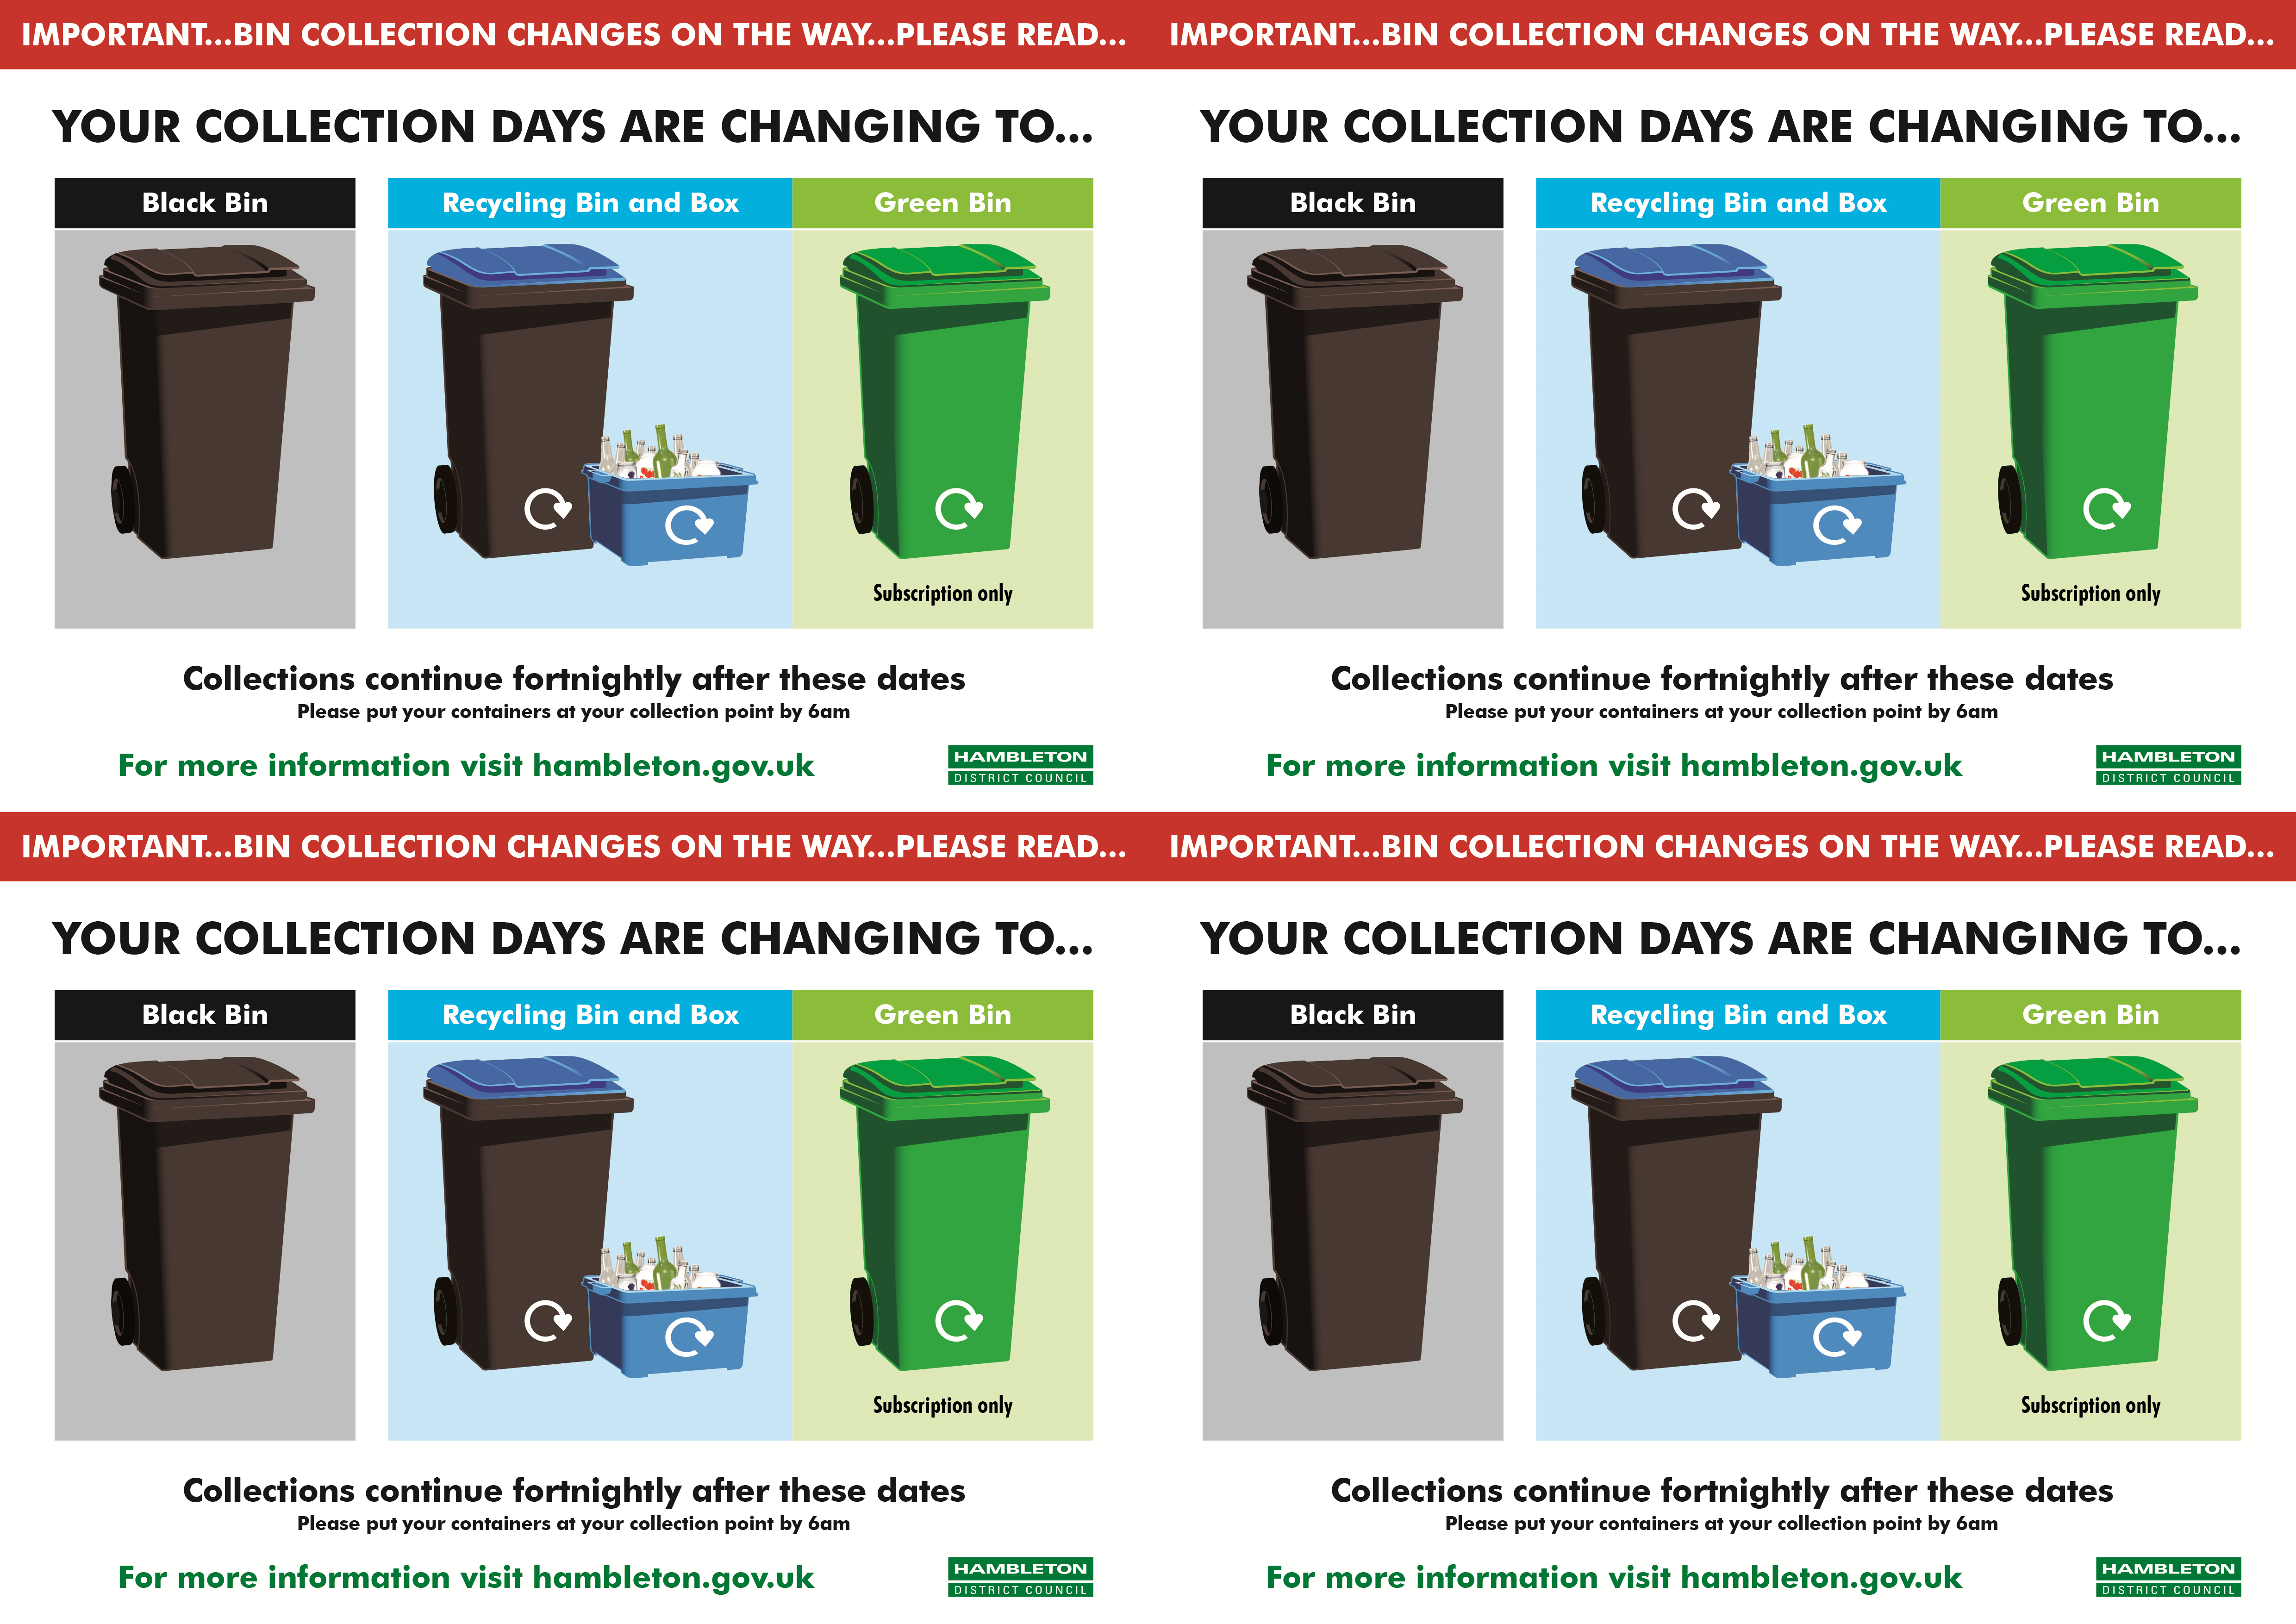 IMPORTANT...BIN COLLECTION CHANGES ON THE WAY...PLEASE READ...
YOUR COLLECTION DAYS ARE CHANGING TO...
Black Bin
Recycling Bin and Box
Green Bin
Subscription only
Collections continue fortnightly after these dates
Please put your containers at your collection point by 6am
For more information visit hambleton.gov.uk
HAMBLETON
DISTRICT COUNCIL
IMPORTANT...BIN COLLECTION CHANGES ON THE WAY...PLEASE READ...
YOUR COLLECTION DAYS ARE CHANGING TO...
Black Bin
Recycling Bin and Box
Green Bin
Subscription only
Collections continue fortnightly after these dates
Please put your containers at your collection point by 6am
For more information visit hambleton.gov.uk
HAMBLETON
DISTRICT COUNCIL
IMPORTANT...BIN COLLECTION CHANGES ON THE WAY...PLEASE READ...
YOUR COLLECTION DAYS ARE CHANGING TO...
Black Bin
Recycling Bin and Box
Green Bin
Subscription only
Collections continue fortnightly after these dates
Please put your containers at your collection point by 6am
For more information visit hambleton.gov.uk
HAMBLETON
DISTRICT COUNCIL
IMPORTANT...BIN COLLECTION CHANGES ON THE WAY...PLEASE READ...
YOUR COLLECTION DAYS ARE CHANGING TO...
Black Bin
Recycling Bin and Box
Green Bin
Subscription only
Collections continue fortnightly after these dates
Please put your containers at your collection point by 6am
For more information visit hambleton.gov.uk
HAMBLETON
DISTRICT COUNCIL